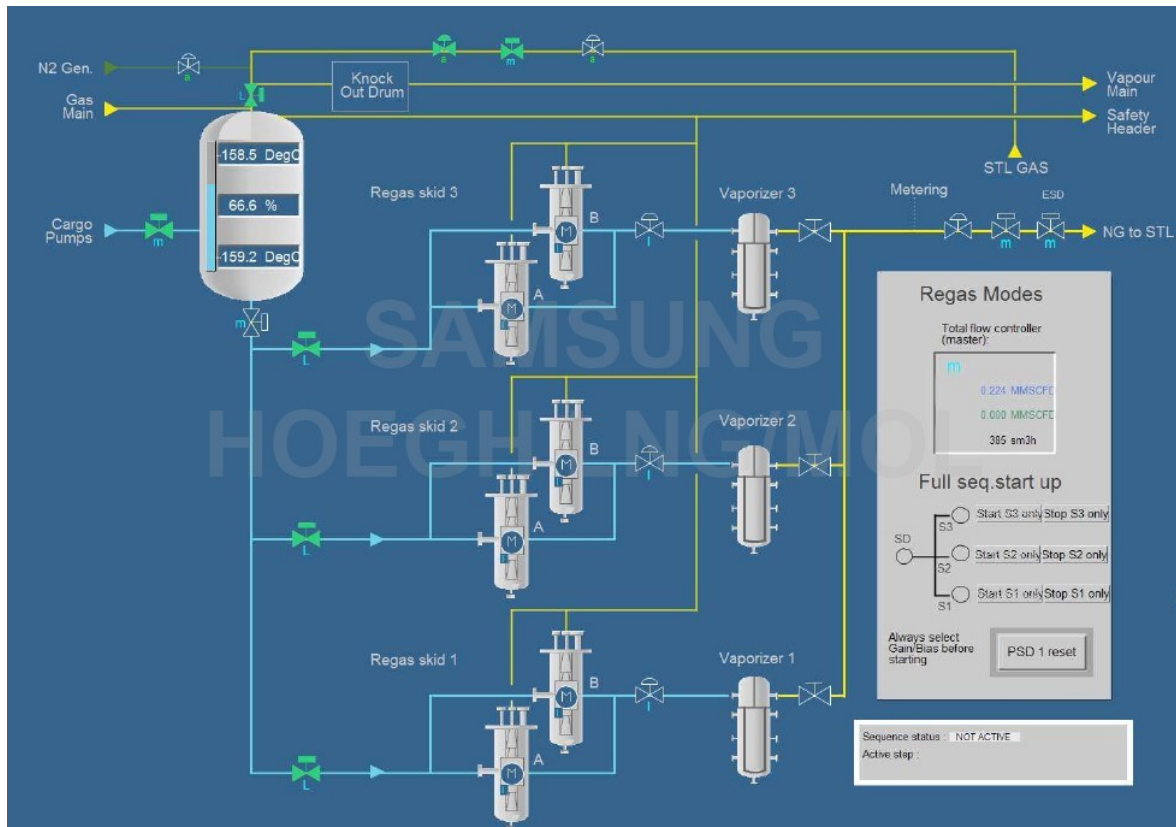 N2 Gen.
a
a
m
a
Gas
Main
L
Knock
Out Drum
Vapour
Main
Safety
Header
STL GAS
-158.5 DegC
66.6 %
-159.2 DegC
Cargo
Pumps
m
m
Regas skid 3
B
M
A
M
L
l
Vaporizer 3
Metering
ESD
m
m
NG to STL
SAMSUNG
Regas skid 2
B
M
A
M
L
l
Vaporizer 2
Regas skid 1
B
M
A
M
L
l
Vaporizer 1
Regas Modes
Total flow controller
(master):
m
0.224 MMSCFD
MMSCFD
385 sm3h
Full seq.start up
SD
S3
Start S3 only Stop S3 only
S2
Start S2 only Stop S2 only
S1
Start S1 only Stop S1 only
Always select
Gain/Bias before
starting
PSD 1 reset
Sequence status : NOT ACTIVE
Active step :